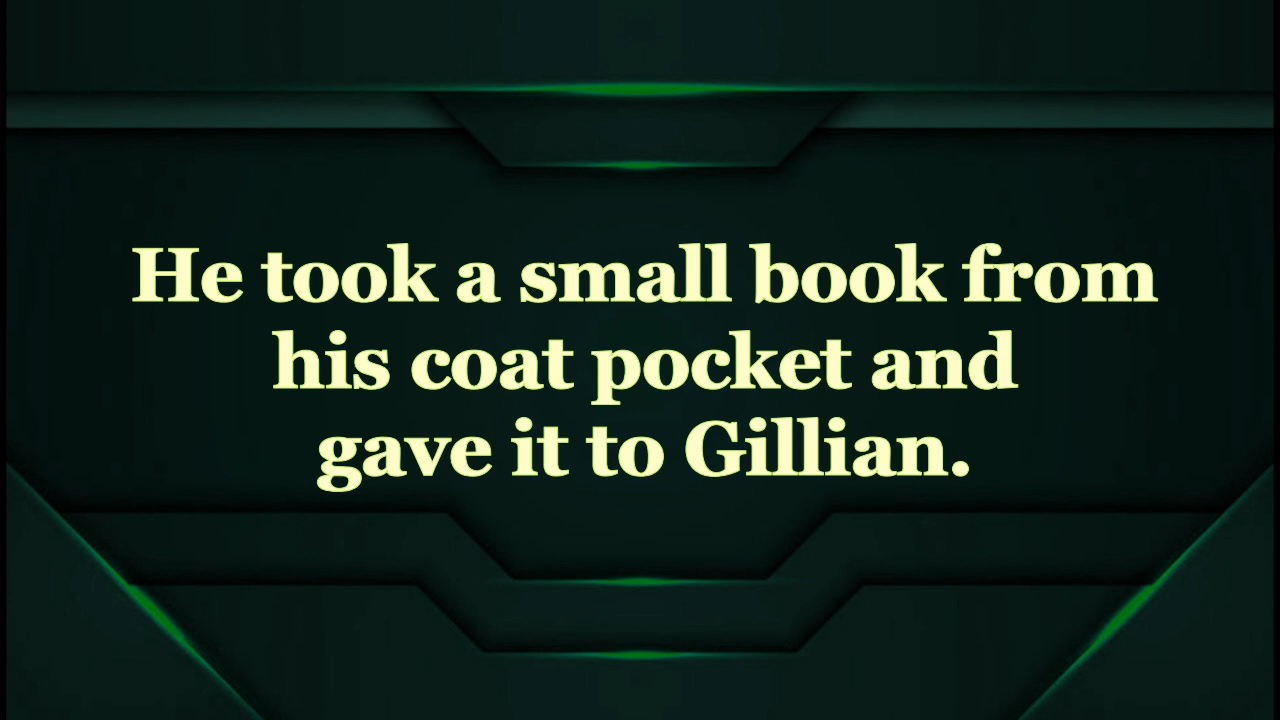 He took a small book from
his coat pocket and
gave it to Gillian.